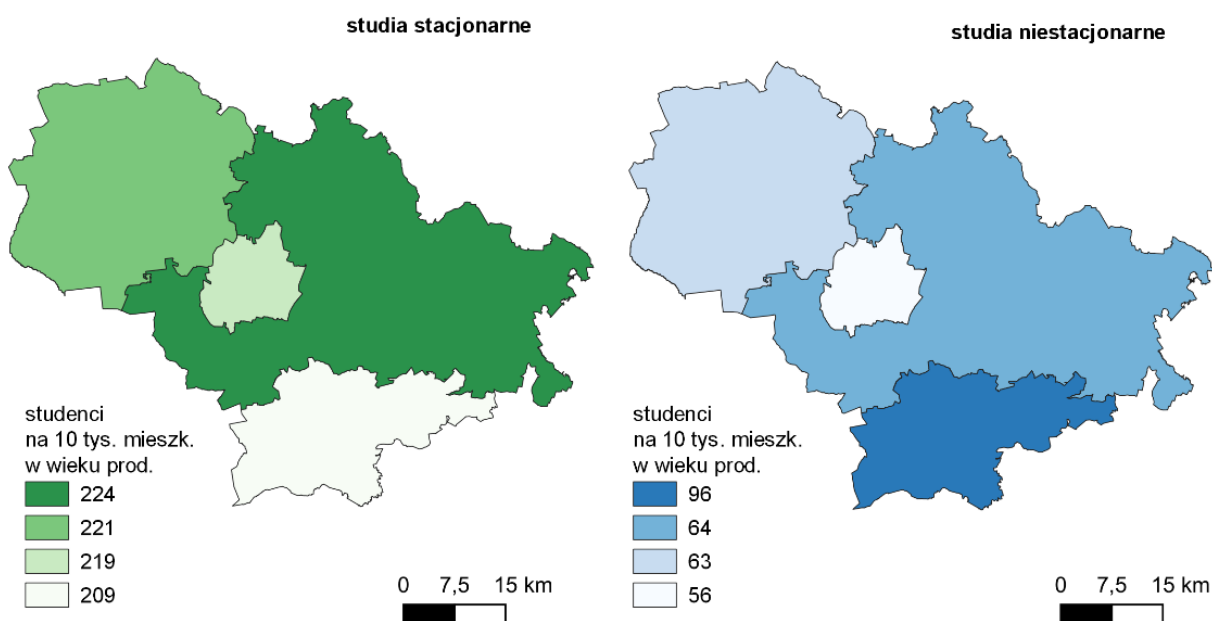 studia stacjonarne
studenci
na 10 tys. mieszk.
w wieku prod.
224
221
219
209
0 7,5 15 km
studia niestacjonarne
studenci
na 10 tys. mieszk.
w wieku prod.
96
64
63
56
0 7,5 15 km